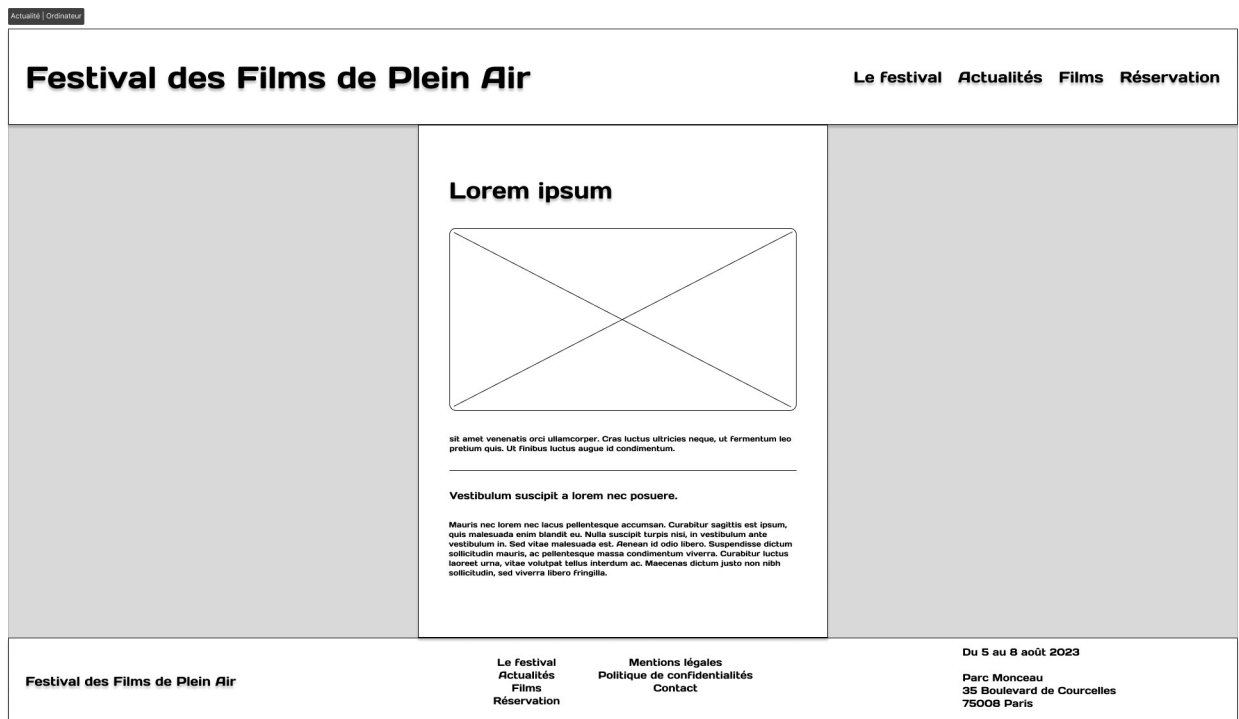 Actualité | Ordinateur
Festival des Films de Plein Air
Le festival Actualités Films Réservation
Lorem ipsum
sit amet venenatis orci ullamcorper. Cras luctus ultricies neque, ut fermentum leo
pretium quis. Ut finibus luctus augue id condimentum.
Vestibulum suscipit a lorem nec posuere.
Mauris nec lorem nec lacus pellentesque accumsan. Curabitur sagittis est ipsum,
quis malesuada enim blandit eu. Nulla suscipit turpis nisi, in vestibulum ante
vestibulum in. Sed vitae malesuada est. Aenean id odio libero. Suspendisse dictum
sollicitudin mauris, ac pellentesque massa condimentum viverra. Curabitur luctus
laoreet urna, vitae volutpat tellus interdum ac. Maecenas dictum justo non nibh
sollicitudin, sed viverra libero fringilla.
Festival des Films de Plein Air
Le festival
Actualités
Films
Réservation
Mentions légales
Politique de confidentialités
Contact
Du 5 au 8 août 2023
Parc Monceau
35 Boulevard de Courcelles
75008 Paris